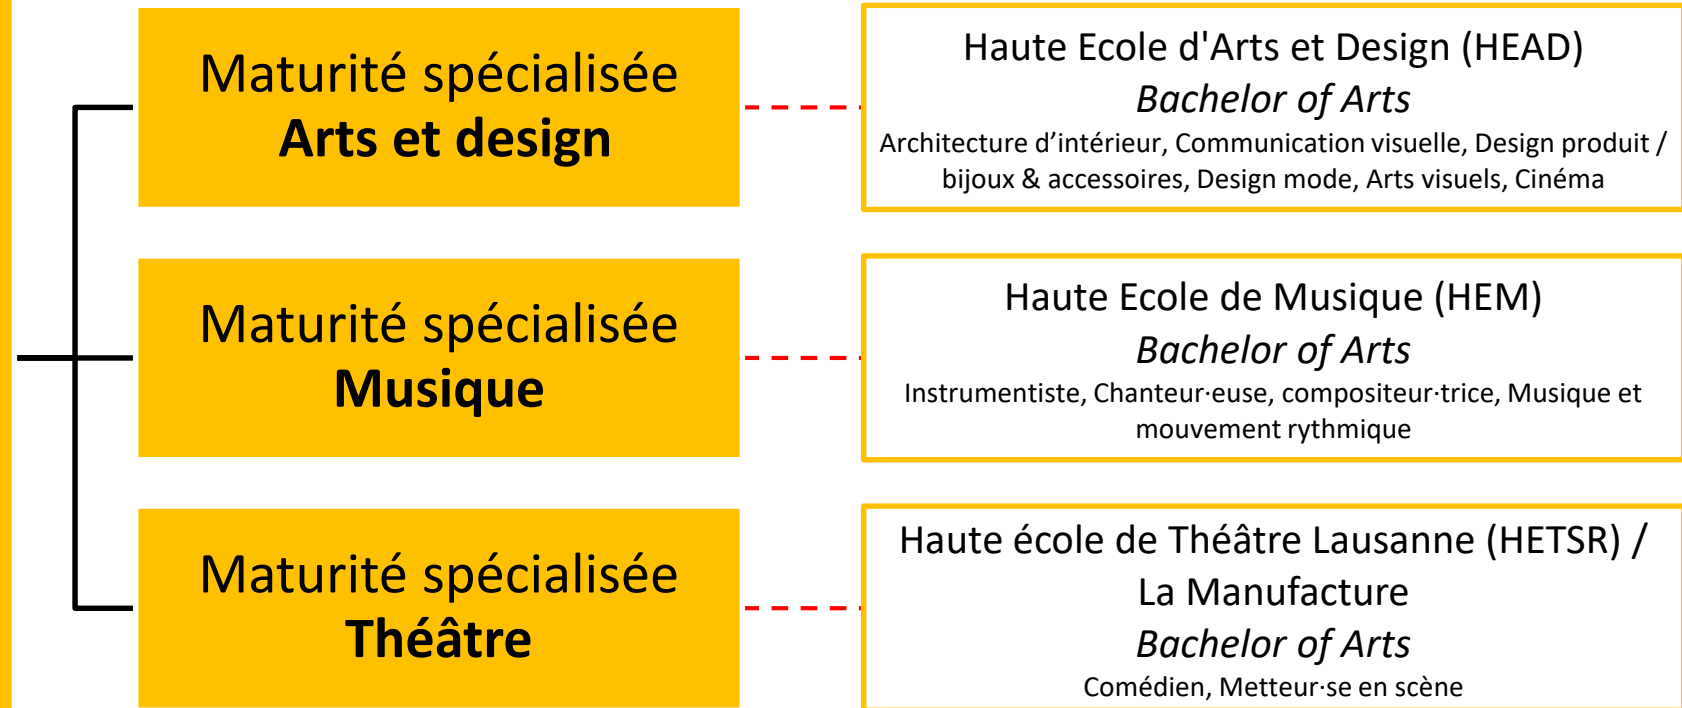 Maturité spécialisée
Arts et design
Haute Ecole d'Arts et Design (HEAD)
Bachelor of Arts
Architecture d’intérieur, Communication visuelle, Design produit /
bijoux & accessoires, Design mode, Arts visuels, Cinéma
Maturité spécialisée
Musique
Haute Ecole de Musique (HEM)
Bachelor of Arts
Instrumentiste, Chanteur·euse, compositeur·trice, Musique et
mouvement rythmique
Maturité spécialisée
Théâtre
Haute école de Théâtre Lausanne (HETSR) /
La Manufacture
Bachelor of Arts
Comédien, Metteur·se en scène